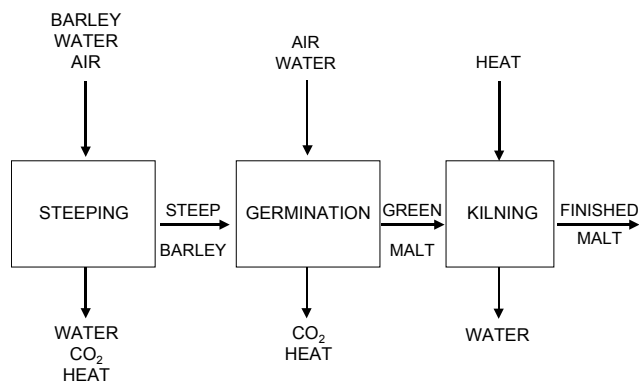 BARLEY
WATER
AIR
AIR
WATER
HEAT
STEEPING
STEEP
BARLEY
GERMINATION
GREEN
MALT
KILNING
FINISHED
MALT
WATER
CO₂
HEAT
CO₂
HEAT
WATER